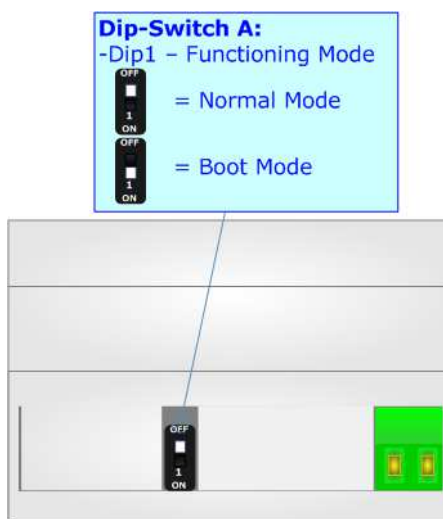 Dip-Switch A:
-Dip1 – Functioning Mode
OFF
= Normal Mode
1
ON
OFF
= Boot Mode
1
ON
OFF
1
ON